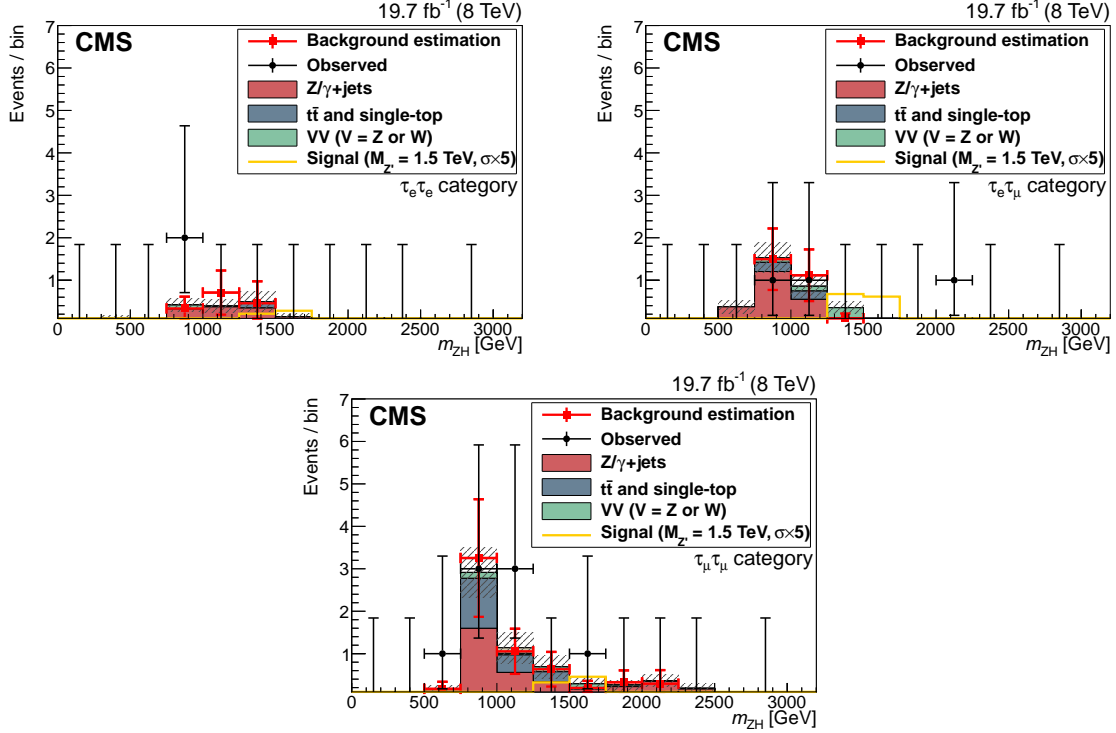 19.7 fb⁻¹ (8 TeV)
CMS
Events / bin
7
6
5
4
3
2
1
Background estimation
Observed
Z/γ+jets
tt̄ and single-top
VV (V = Z or W)
Signal (M_Z' = 1.5 TeV, σ×5)
τ_eτ_e category
0 500 1000 1500 2000 2500 3000
m_ZH [GeV]
19.7 fb⁻¹ (8 TeV)
CMS
Events / bin
7
6
5
4
3
2
1
Background estimation
Observed
Z/γ+jets
tt̄ and single-top
VV (V = Z or W)
Signal (M_Z' = 1.5 TeV, σ×5)
τ_eτ_μ category
0 500 1000 1500 2000 2500 3000
m_ZH [GeV]
19.7 fb⁻¹ (8 TeV)
CMS
Events / bin
7
6
5
4
3
2
1
Background estimation
Observed
Z/γ+jets
tt̄ and single-top
VV (V = Z or W)
Signal (M_Z' = 1.5 TeV, σ×5)
τ_μτ_μ category
0 500 1000 1500 2000 2500 3000
m_ZH [GeV]